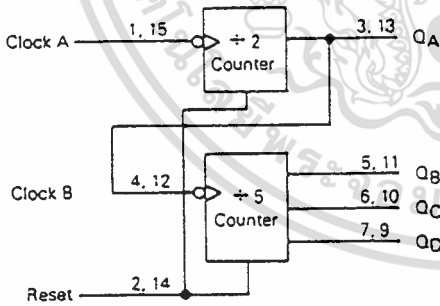 Clock A 1, 15 ÷ 2 Counter 3, 13 QA
Clock B 4, 12 ÷ 5 Counter 5, 11 QB
6, 10 QC
7, 9 QD
Reset 2, 14